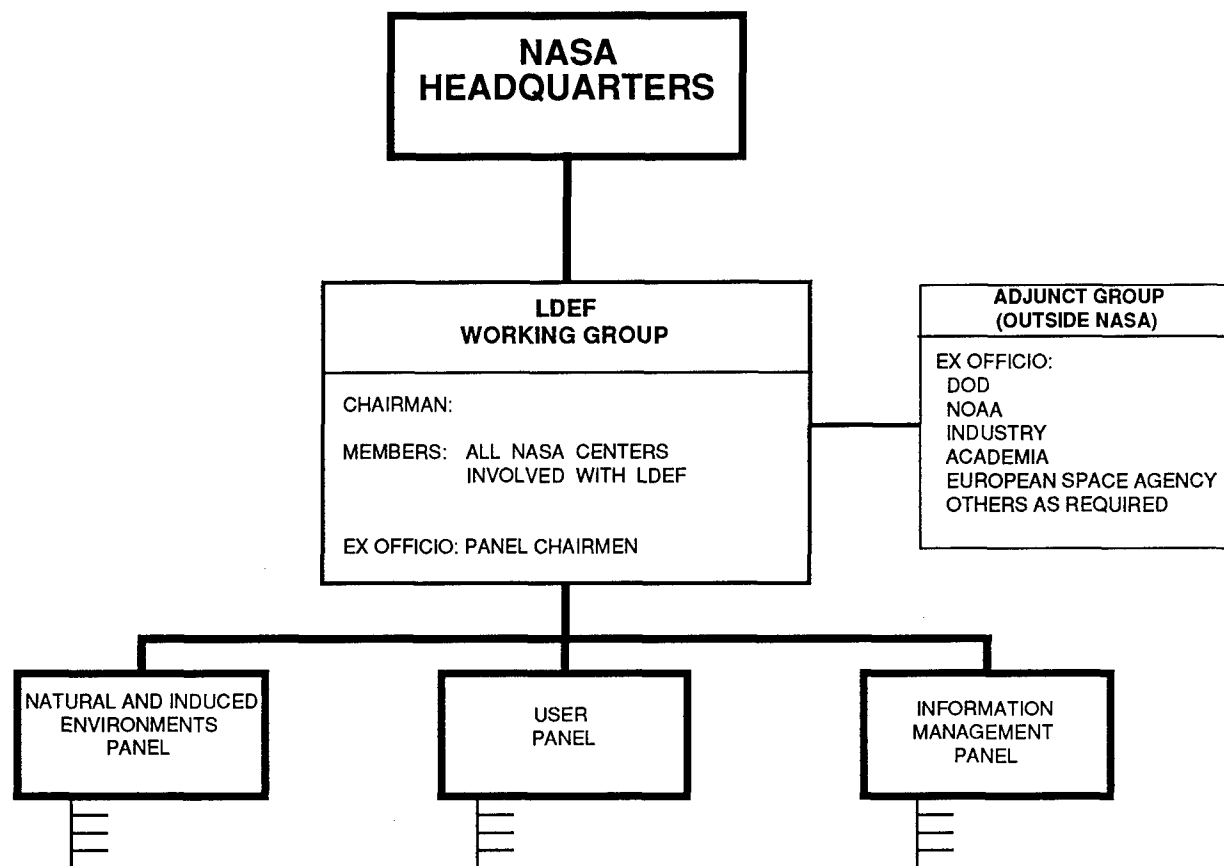 NASA
HEADQUARTERS
LDEF
WORKING GROUP
CHAIRMAN:
MEMBERS: ALL NASA CENTERS
INVOLVED WITH LDEF
EX OFFICIO: PANEL CHAIRMEN
ADJUNCT GROUP
(OUTSIDE NASA)
EX OFFICIO:
DOD
NOAA
INDUSTRY
ACADEMIA
EUROPEAN SPACE AGENCY
OTHERS AS REQUIRED
NATURAL AND INDUCED
ENVIRONMENTS
PANEL
USER
PANEL
INFORMATION
MANAGEMENT
PANEL